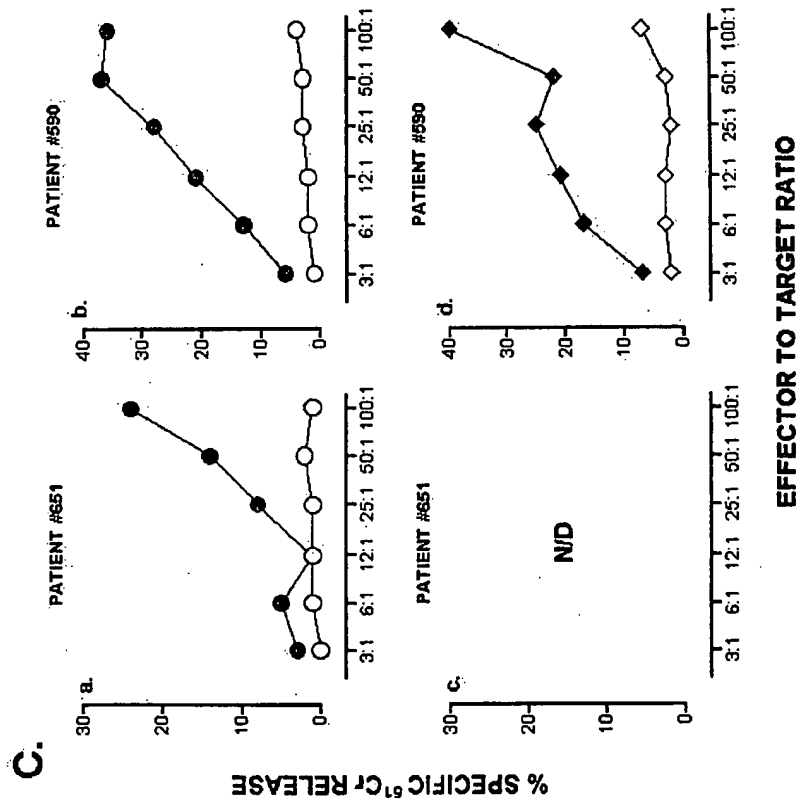 C.
% SPECIFIC ⁵¹Cr RELEASE
PATIENT #651
a.
30
20
10
0
3:1 6:1 12:1 25:1 50:1 100:1
PATIENT #590
b.
40
30
20
10
0
3:1 6:1 12:1 25:1 50:1 100:1
PATIENT #651
c.
30
20
10
0
N/D
3:1 6:1 12:1 25:1 50:1 100:1
PATIENT #590
d.
40
30
20
10
0
3:1 6:1 12:1 25:1 50:1 100:1
EFFECTOR TO TARGET RATIO